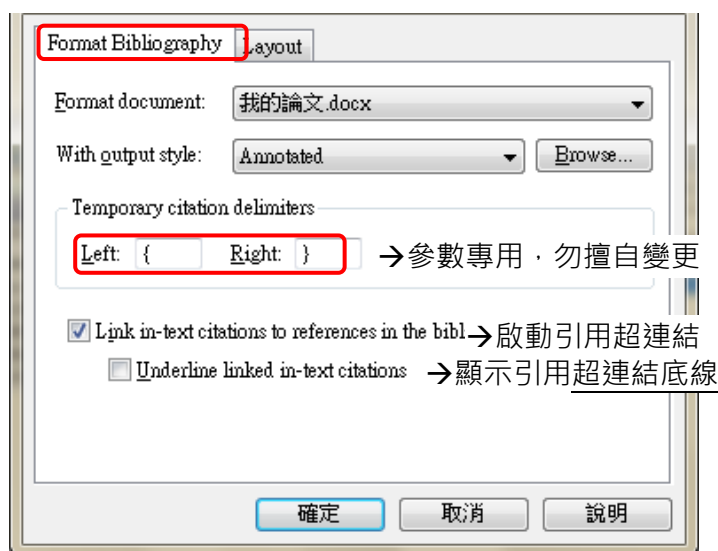 Format Bibliography Layout
Format document: 我的論文.docx
With output style: Annotated Browse...
Temporary citation delimiters
Left: { Right: } →參數專用，勿擅自變更
Link in-text citations to references in the bibl→啟動引用超連結
Underline linked in-text citations →顯示引用超連結底線
確定 取消 說明